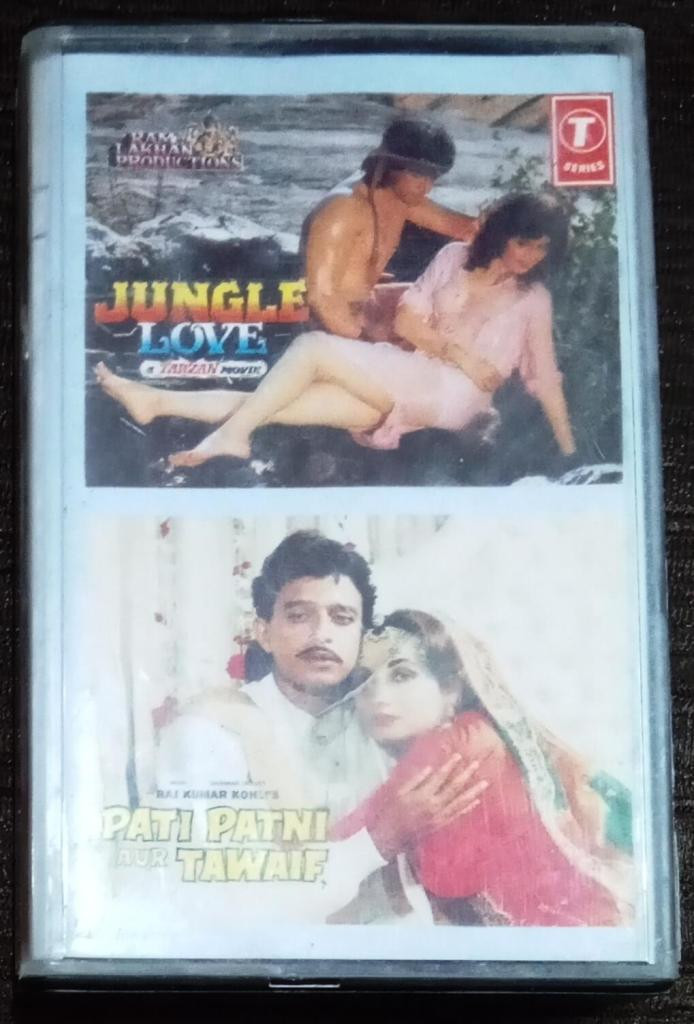 RAM
LAKHAN
PRODUCTIONS
T
SERIES
JUNGLE
LOVE
A TARZAN MOVIE
RAJ KUMAR KOHLI'S
PATI PATNI
AUR TAWAIF